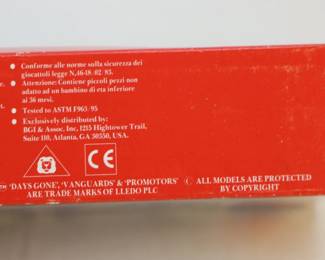 ● Conforme alle norme sulla sicurezza dei
giocattoli legge N,46-18/02/85.
● Attenzione: Contiene piccoli pezzi non
adatto ad un bambino di eta inferiore
ai 36 mesi.
● Tested to ASTM F963/95
● Exclusively distributed by:
BGI & Assoc. Inc, 1215 Hightower Trail,
Suite 110, Atlanta, GA 30350, USA.
CE
™ 'DAYS GONE', 'VANGUARDS' & 'PROMOTORS'
ARE TRADE MARKS OF LLEDO PLC
© ALL MODELS ARE PROTECTED
BY COPYRIGHT